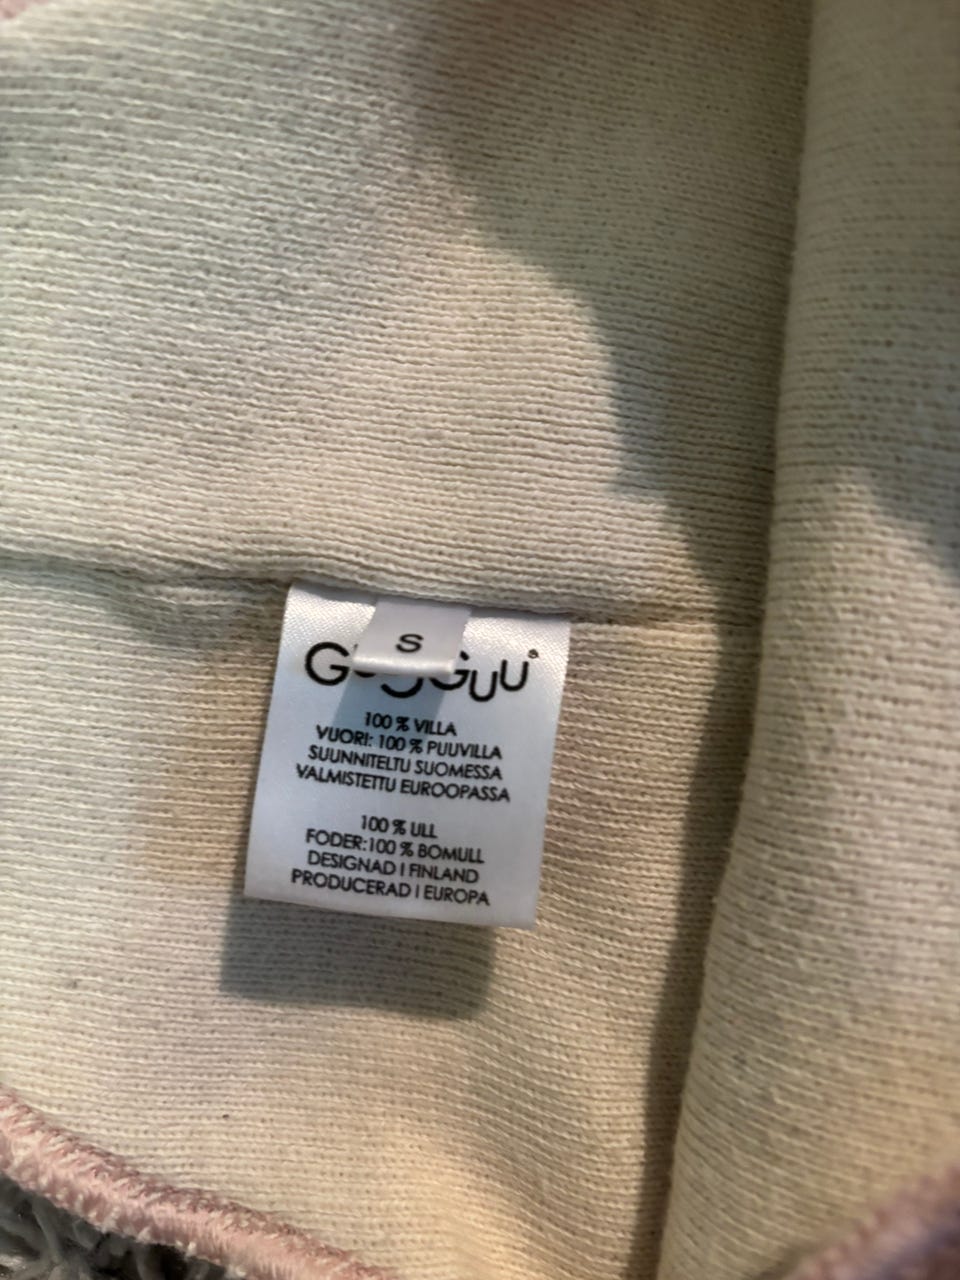 S
100 % VILLA
VUORI: 100 % PUUVILLA
SUUNNITELTU SUOMESSA
VALMISTETTU EUROOPASSA
100 % ULL
FODER:100 % BOMULL
DESIGNAD I FINLAND
PRODUCERAD I EUROPA